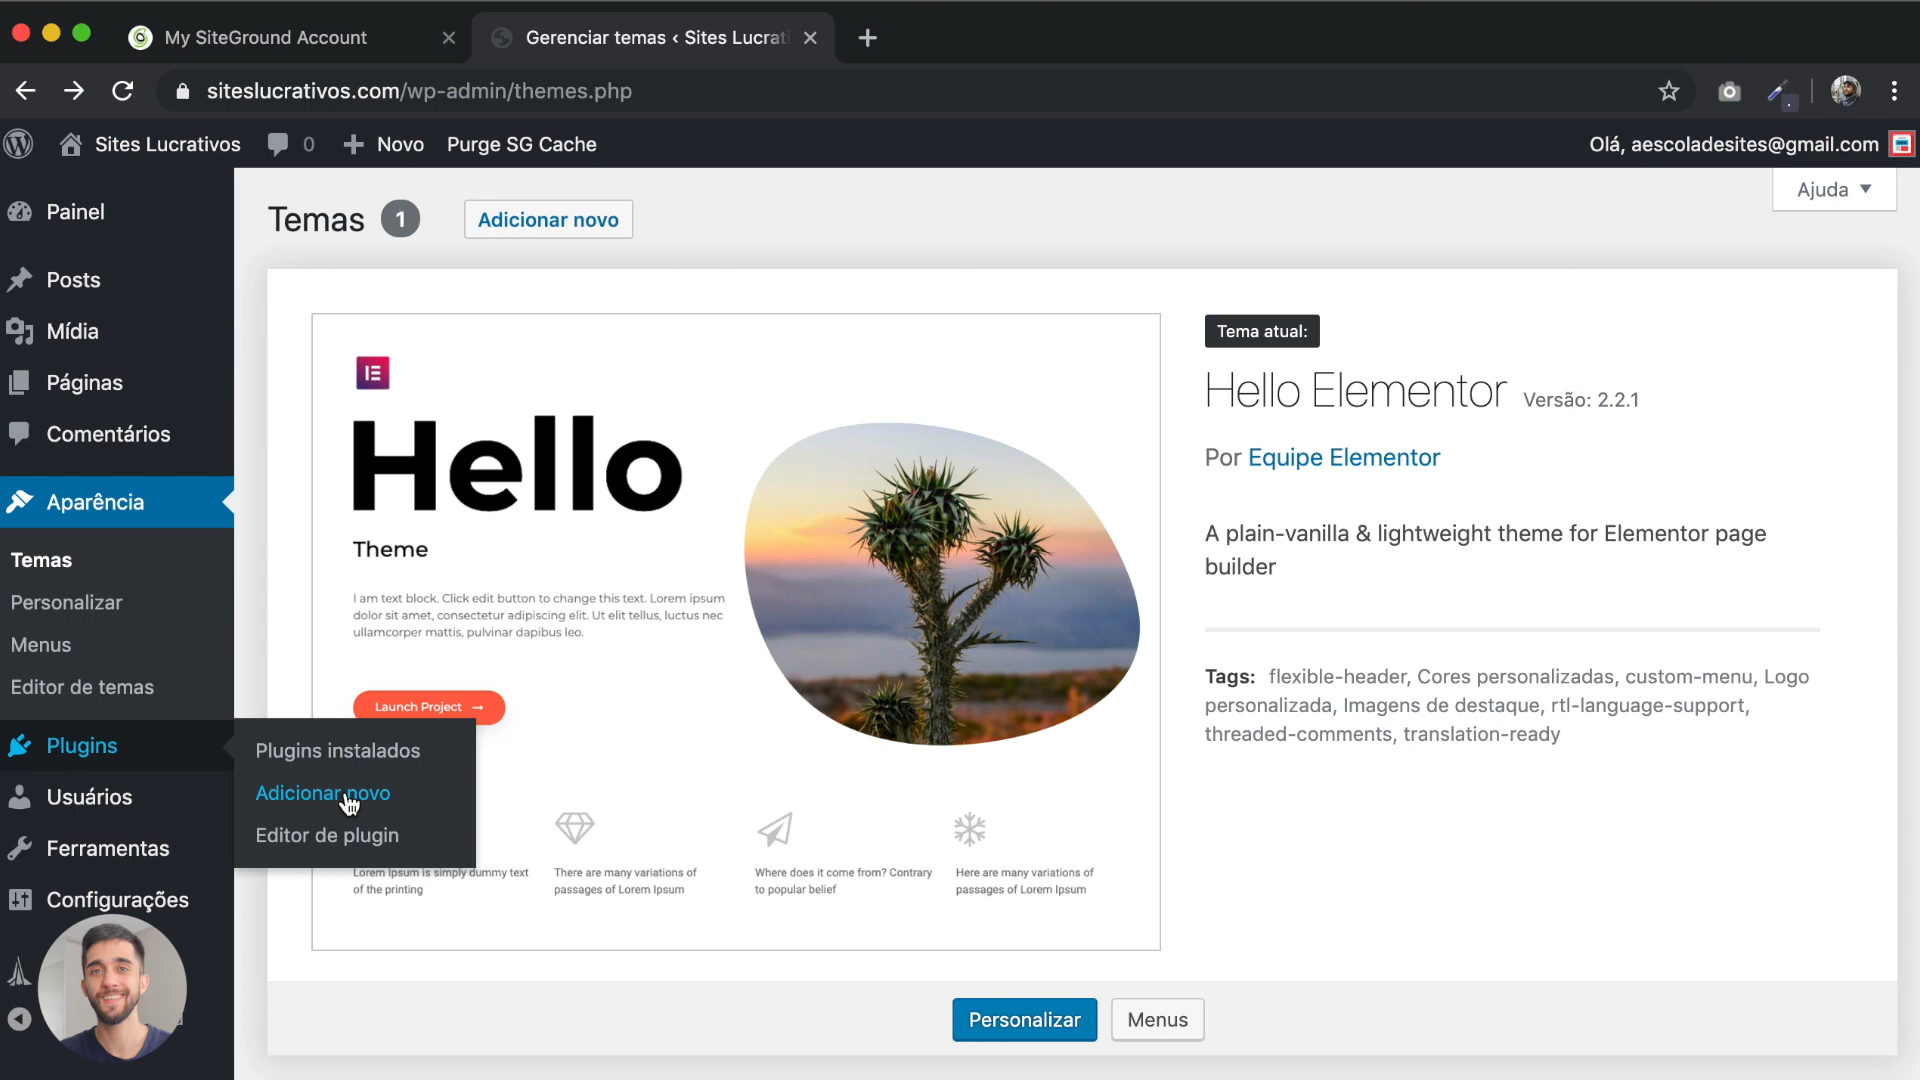 My SiteGround Account
Gerenciar temas ‹ Sites Lucrati
siteslucrativos.com/wp-admin/themes.php
Sites Lucrativos
0
Novo
Purge SG Cache
Olá, aescoladesites@gmail.com
Ajuda
Painel
Posts
Mídia
Páginas
Comentários
Aparência
Temas
Personalizar
Menus
Editor de temas
Plugins
Usuários
Ferramentas
Configurações
Plugins instalados
Adicionar novo
Editor de plugin
Temas 1
Adicionar novo
Hello
Theme
I am text block. Click edit button to change this text. Lorem ipsum
dolor sit amet, consectetur adipiscing elit. Ut elit tellus, luctus nec
ullamcorper mattis, pulvinar dapibus leo.
Launch Project →
Lorem Ipsum is simply dummy text
of the printing
There are many variations of
passages of Lorem Ipsum
Where does it come from? Contrary
to popular belief
Here are many variations of
passages of Lorem Ipsum
Tema atual:
Hello Elementor Versão: 2.2.1
Por Equipe Elementor
A plain-vanilla & lightweight theme for Elementor page
builder
Tags: flexible-header, Cores personalizadas, custom-menu, Logo
personalizada, Imagens de destaque, rtl-language-support,
threaded-comments, translation-ready
Personalizar
Menus